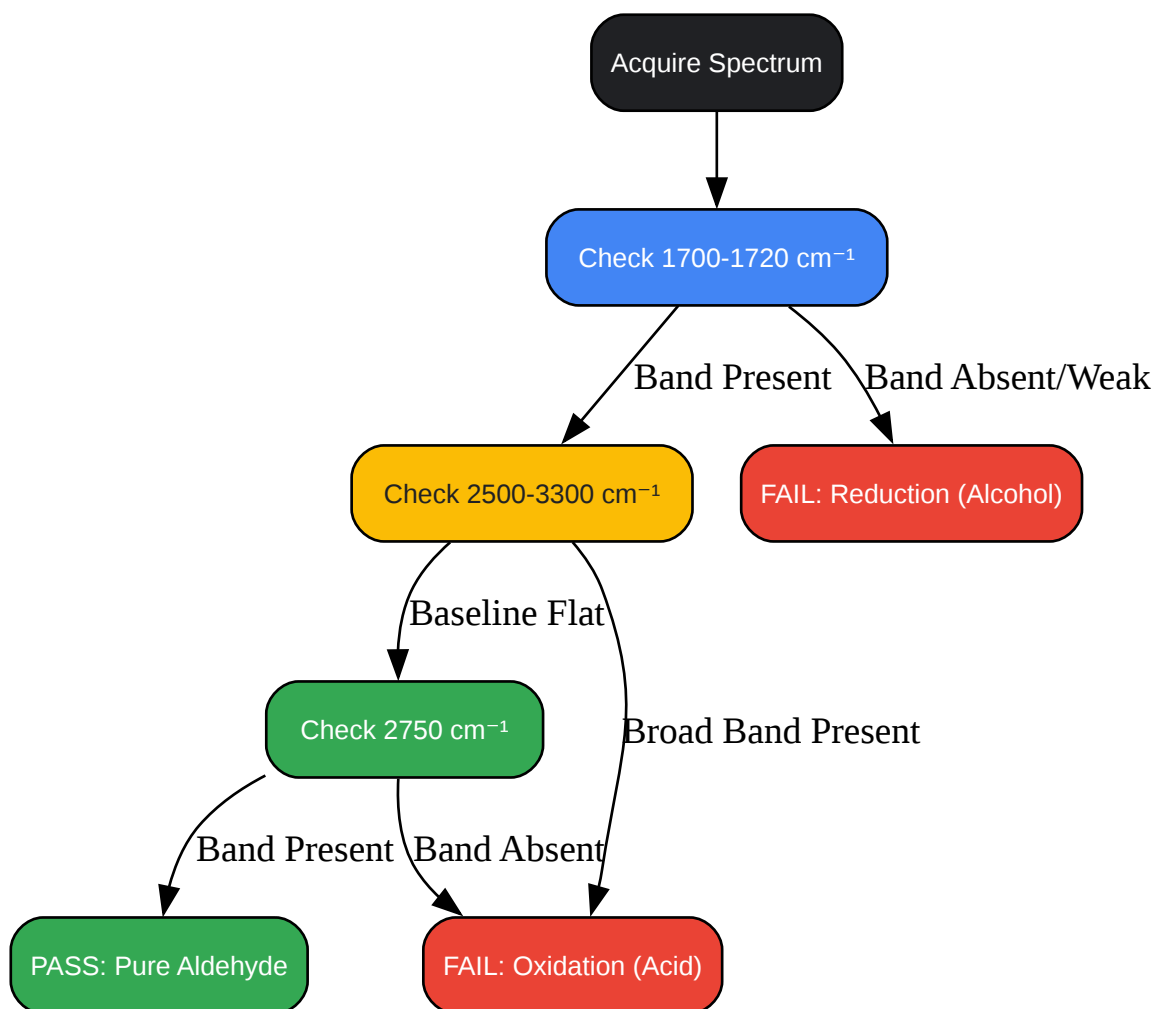 Acquire Spectrum
Check 1700-1720 cm⁻¹
Band Present
Band Absent/Weak
Check 2500-3300 cm⁻¹
FAIL: Reduction (Alcohol)
Baseline Flat
Check 2750 cm⁻¹
Broad Band Present
Band Present
Band Absent
PASS: Pure Aldehyde
FAIL: Oxidation (Acid)